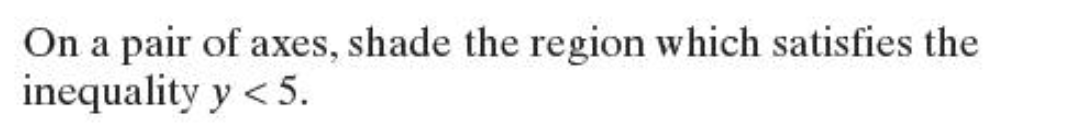 On a pair of axes, shade the region which satisfies the
inequality y < 5.